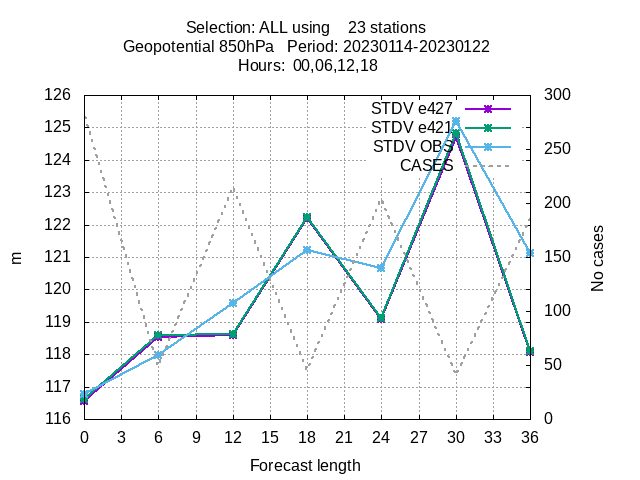 Selection: ALL using    23 stations
Geopotential 850hPa   Period: 20230114-20230122
Hours:  00,06,12,18
126
125
124
123
122
121
120
119
118
117
116
300
250
200
150
100
50
0
STDV e427
STDV e421
STDV OBS
CASES
m
No cases
0 3 6 9 12 15 18 21 24 27 30 33 36
Forecast length